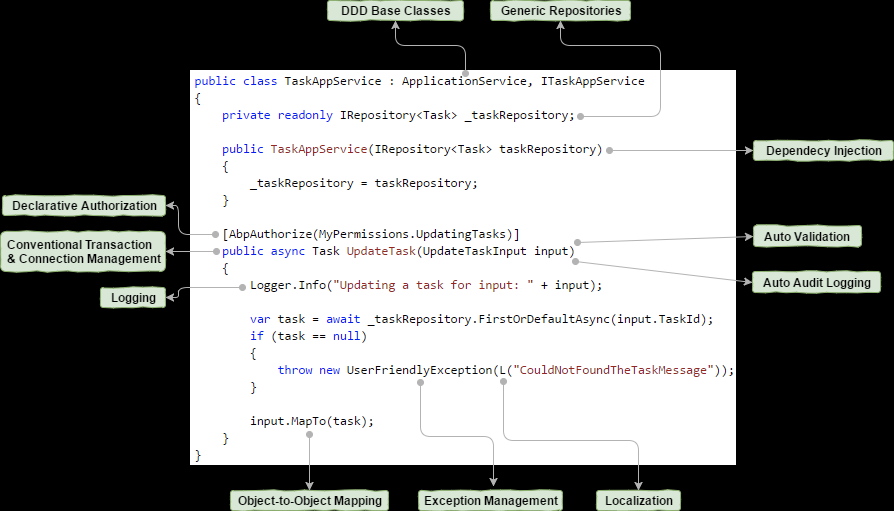 DDD Base Classes
Generic Repositories
public class TaskAppService : ApplicationService, ITaskAppService
{
private readonly IRepository<Task> _taskRepository;
public TaskAppService(IRepository<Task> taskRepository)
Dependecy Injection
{
_taskRepository = taskRepository;
}
Declarative Authorization
[AbpAuthorize(MyPermissions.UpdatingTasks)]
Auto Validation
Conventional Transaction
& Connection Management
public async Task UpdateTask(UpdateTaskInput input)
{
Auto Audit Logging
Logging
Logger.Info("Updating a task for input: " + input);
var task = await _taskRepository.FirstOrDefaultAsync(input.TaskId);
if (task == null)
{
throw new UserFriendlyException(L("CouldNotFoundTheTaskMessage"));
}
input.MapTo(task);
}
}
Object-to-Object Mapping
Exception Management
Localization